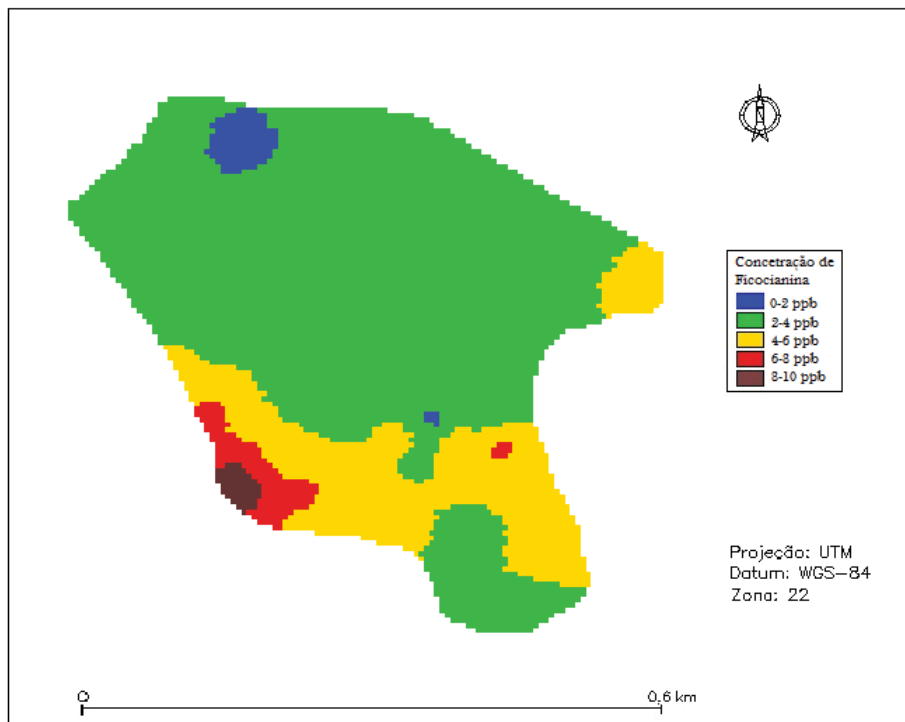 N
Concetração de
Ficocianina
0-2 ppb
2-4 ppb
4-6 ppb
6-8 ppb
8-10 ppb
Projeção: UTM
Datum: WGS-84
Zona: 22
0
0,6 km